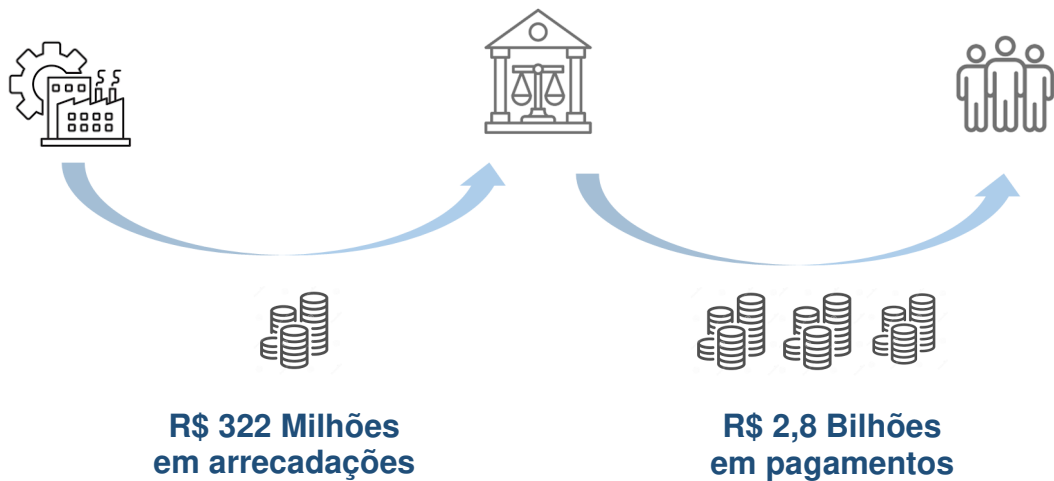 R$ 322 Milhões
em arrecadações
R$ 2,8 Bilhões
em pagamentos